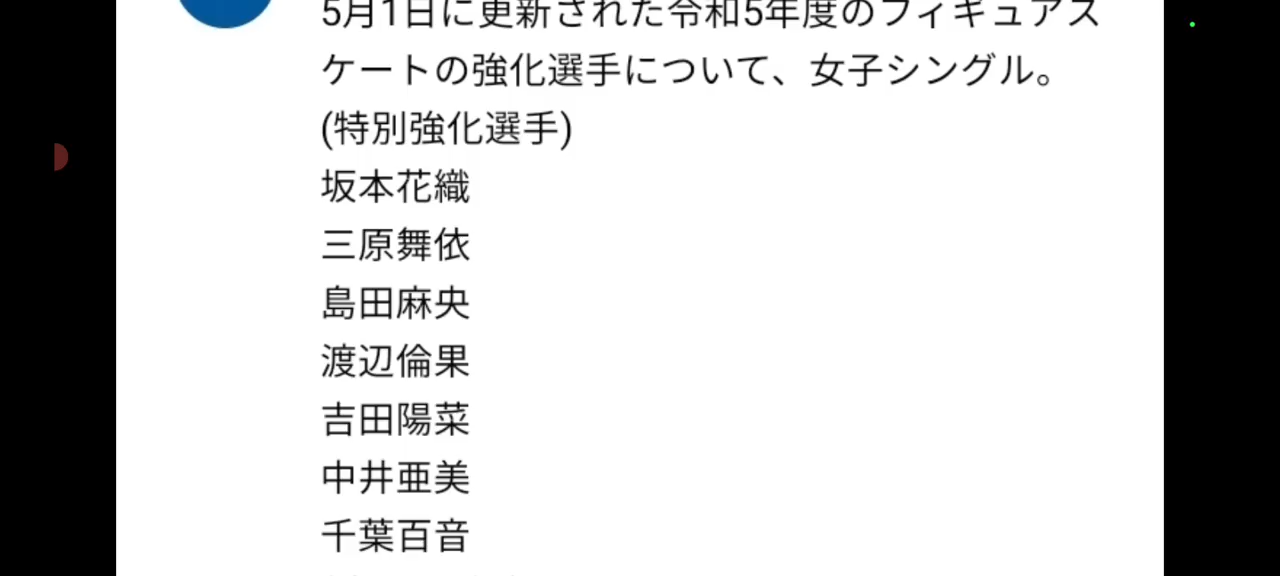 5月1日に更新された令和5年度のフィギュアス
ケートの強化選手について、女子シングル。
(特別強化選手)
坂本花織
三原舞依
島田麻央
渡辺倫果
吉田陽菜
中井亜美
千葉百音